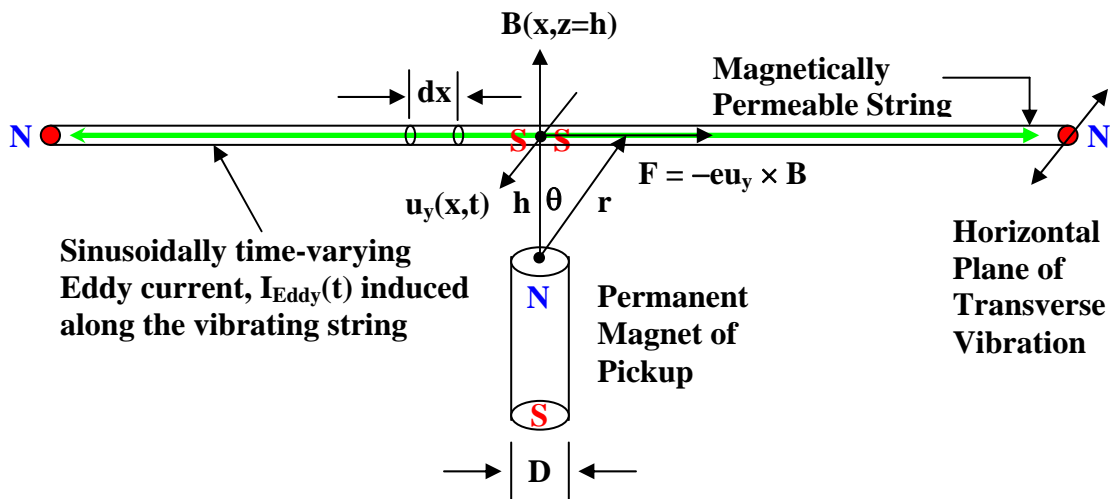 B(x,z=h)
dx
Magnetically
Permeable String
N
S S
N
F = −eu_y × B
u_y(x,t)
h
θ
r
Sinusoidally time-varying
Eddy current, I_Eddy(t) induced
along the vibrating string
N
Permanent
Magnet of
Pickup
Horizontal
Plane of
Transverse
Vibration
S
D